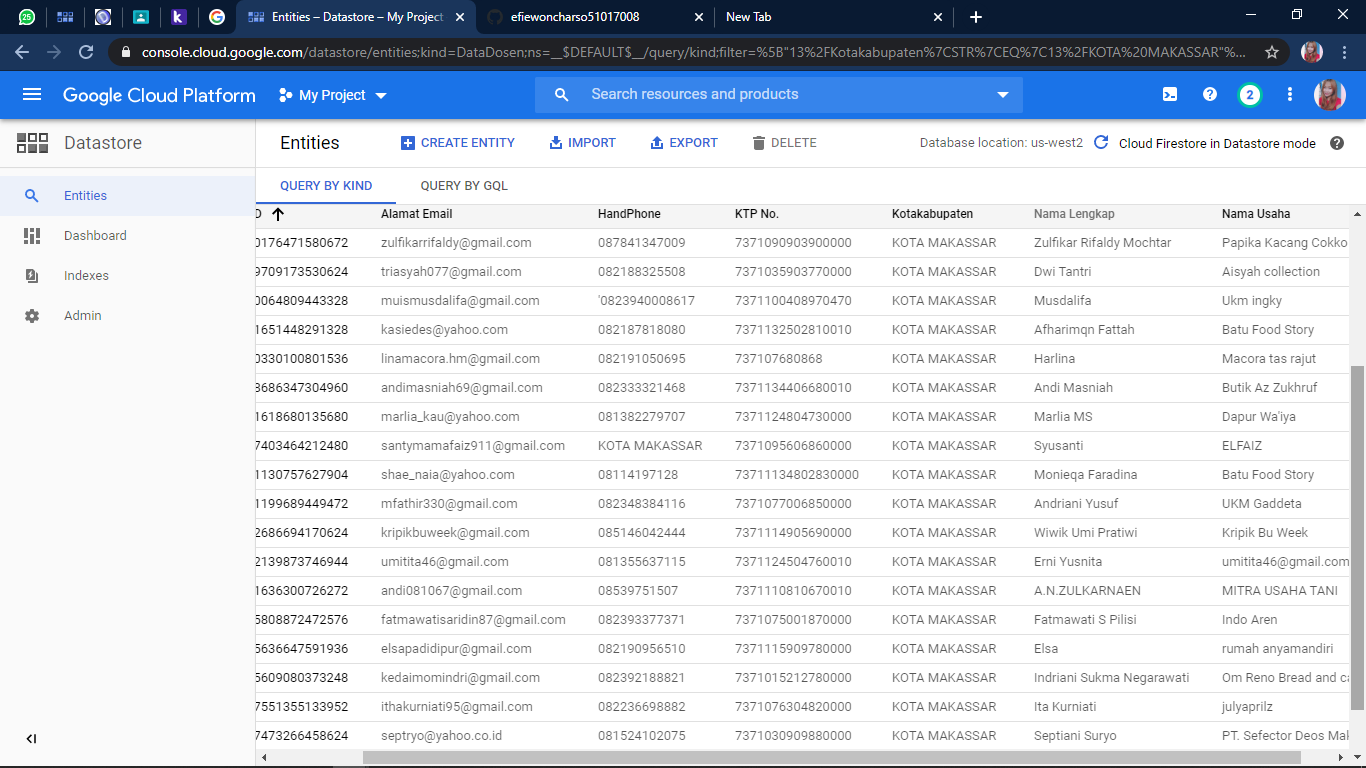 25
Entities – Datastore – My Project
efiewoncharso51017008
New Tab
console.cloud.google.com/datastore/entities;kind=DataDosen;ns=__$DEFAULT$__/query/kind;filter=%5B"13%2FKotakabupaten%7CSTR%7CEQ%7C13%2FKOTA%20MAKASSAR"%...
Google Cloud Platform
My Project
Search resources and products
2
Datastore
Entities
CREATE ENTITY
IMPORT
EXPORT
DELETE
Database location: us-west2
Cloud Firestore in Datastore mode
Entities
Dashboard
Indexes
Admin
QUERY BY KIND QUERY BY GQL
D Alamat Email HandPhone KTP No. Kotakabupaten Nama Lengkap Nama Usaha
0176471580672 zulfikarrifaldy@gmail.com 087841347009 7371090903900000 KOTA MAKASSAR Zulfikar Rifaldy Mochtar Papika Kacang Cokko
9709173530624 triasyah077@gmail.com 082188325508 7371035903770000 KOTA MAKASSAR Dwi Tantri Aisyah collection
0064809443328 muismusdalifa@gmail.com '0823940008617 7371100408970470 KOTA MAKASSAR Musdalifa Ukm ingky
1651448291328 kasiedes@yahoo.com 082187818080 7371132502810010 KOTA MAKASSAR Afharimqn Fattah Batu Food Story
0330100801536 linamacora.hm@gmail.com 082191050695 737107680868 KOTA MAKASSAR Harlina Macora tas rajut
8686347304960 andimasniah69@gmail.com 082333321468 7371134406680010 KOTA MAKASSAR Andi Masniah Butik Az Zukhruf
1618680135680 marlia_kau@yahoo.com 081382279707 7371124804730000 KOTA MAKASSAR Marlia MS Dapur Wa'iya
7403464212480 santymamafaiz911@gmail.com KOTA MAKASSAR 7371095606860000 KOTA MAKASSAR Syusanti ELFAIZ
1130757627904 shae_naia@yahoo.com 08114197128 73711134802830000 KOTA MAKASSAR Monieqa Faradina Batu Food Story
1199689449472 mfathir330@gmail.com 082348384116 7371077006850000 KOTA MAKASSAR Andriani Yusuf UKM Gaddeta
2686694170624 kripikbuweek@gmail.com 085146042444 7371114905690000 KOTA MAKASSAR Wiwik Umi Pratiwi Kripik Bu Week
2139873746944 umitita46@gmail.com 081355637115 7371124504760010 KOTA MAKASSAR Erni Yusnita umitita46@gmail.com
1636300726272 andi081067@gmail.com 08539751507 7371110810670010 KOTA MAKASSAR A.N.ZULKARNAEN MITRA USAHA TANI
5808872472576 fatmawatisaridin87@gmail.com 082393377371 7371075001870000 KOTA MAKASSAR Fatmawati S Pilisi Indo Aren
5636647591936 elsapadidipur@gmail.com 082190956510 7371115909780000 KOTA MAKASSAR Elsa rumah anyamandiri
5609080373248 kedaimomindri@gmail.com 082392188821 7371015212780000 KOTA MAKASSAR Indriani Sukma Negarawati Om Reno Bread and ca
7551355133952 ithakurniati95@gmail.com 082236698882 7371076304820000 KOTA MAKASSAR Ita Kurniati julyaprilz
7473266458624 septryo@yahoo.co.id 081524102075 7371030909880000 KOTA MAKASSAR Septiani Suryo PT. Sefector Deos Mak